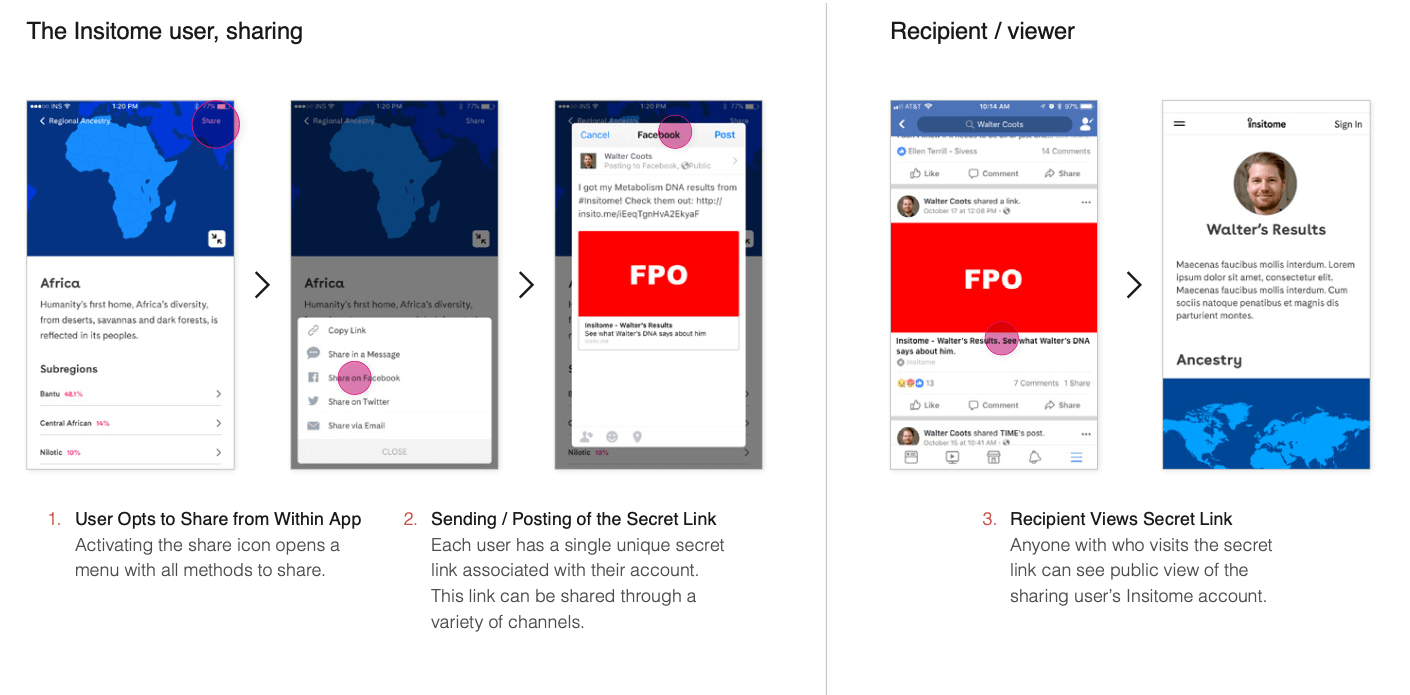 The Insitome user, sharing
Recipient / viewer
INS
1:20 PM
77%
Regional Ancestry
Share
Africa
Humanity's first home, Africa's diversity,
from deserts, savannas and dark forests, is
reflected in its peoples.
Subregions
Bantu 48.1%
Central African 14%
Nilotic 10%
INS
1:20 PM
77%
Regional Ancestry
Share
Africa
Humanity's first home, Africa's diversity,
Copy Link
Share in a Message
Share on Facebook
Share on Twitter
Share via Email
CLOSE
INS
1:20 PM
77%
Regional Ancestry
Share
Cancel
Facebook
Post
Walter Coots
Posting to Facebook, Public
I got my Metabolism DNA results from
#Insitome! Check them out: http://
insito.me/iEeqTgnHvA2EkyaF
FPO
Insitome - Walter's Results
See what Walter's DNA says about him
insito.me
Nilotic 10%
AT&T
10:14 AM
97%
Walter Coots
Ellen Terrill - Sivess
14 Comments
Like
Comment
Share
Walter Coots shared a link.
October 17 at 12:08 PM
FPO
Insitome - Walter's Results. See what Walter's DNA
says about him.
Insitome
13
7 Comments 1 Share
Like
Comment
Share
Walter Coots shared TIME's post.
October 15 at 10:41 AM
insitome
Sign In
Walter's Results
Maecenas faucibus mollis interdum. Lorem
ipsum dolor sit amet, consectetur elit.
Maecenas faucibus mollis interdum. Cum
sociis natoque penatibus et magnis dis
parturient montes.
Ancestry
1. User Opts to Share from Within App
Activating the share icon opens a
menu with all methods to share.
2. Sending / Posting of the Secret Link
Each user has a single unique secret
link associated with their account.
This link can be shared through a
variety of channels.
3. Recipient Views Secret Link
Anyone with who visits the secret
link can see public view of the
sharing user's Insitome account.